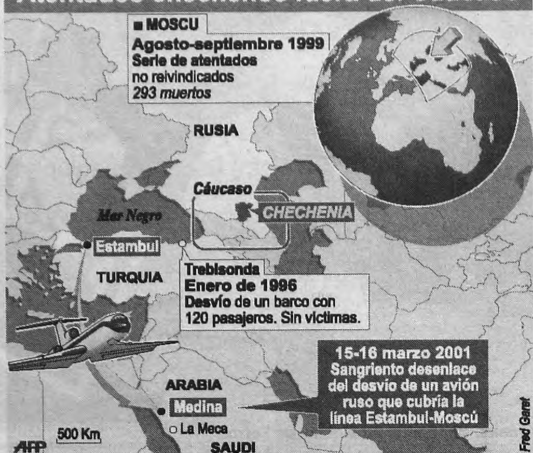 ■ MOSCU
Agosto-septiembre 1999
Serie de atentados
no reivindicados
293 muertos
RUSIA
Cáucaso
CHECHENIA
Mar Negro
Estambul
TURQUIA
Trebisonda
Enero de 1996
Desvío de un barco con
120 pasajeros. Sin victimas.
15-16 marzo 2001
Sangriento desenlace
del desvío de un avión
ruso que cubría la
línea Estambul-Moscú
ARABIA
Medina
La Meca
SAUDI
500 Km
AFP
Fred Garet